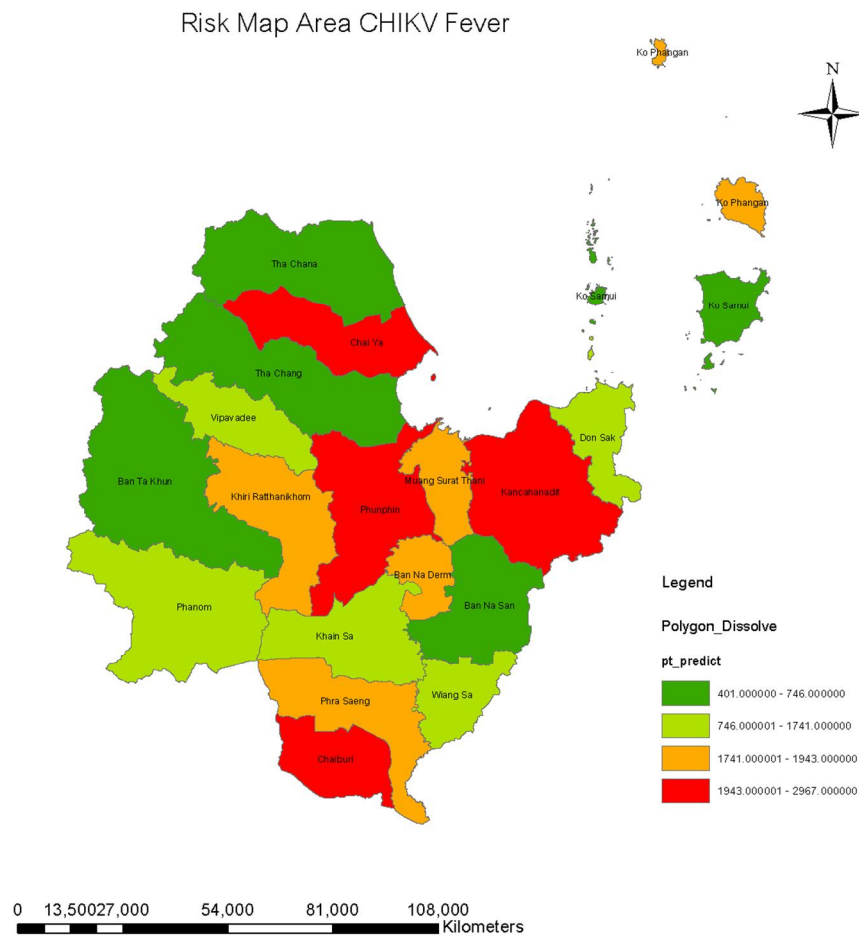 Risk Map Area CHIKV Fever
Ko Phangan
N
Ko Phangan
Tha Chana
Ko Samui
Ko Samui
Chai Ya
Tha Chang
Vipavadee
Don Sak
Ban Ta Khun
Khiri Ratthanikhom
Muang Surat Thani
Phunphin
Kancahanadit
Ban Na Derm
Phanom
Ban Na San
Khain Sa
Wiang Sa
Phra Saeng
Chaiburi
Legend
Polygon_Dissolve
pt_predict
401.000000 - 746.000000
746.000001 - 1741.000000
1741.000001 - 1943.000000
1943.000001 - 2967.000000
0 13,50027,000 54,000 81,000 108,000
Kilometers